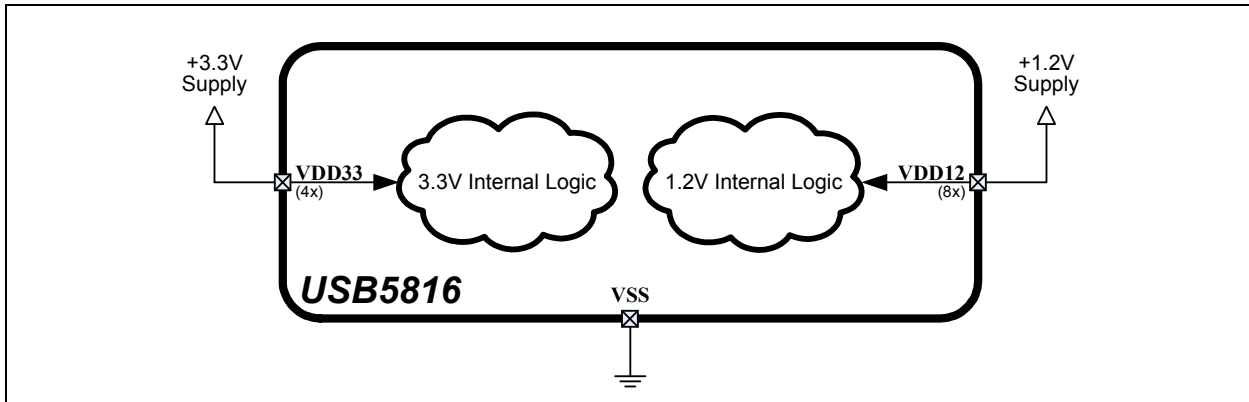 +3.3V
Supply
+1.2V
Supply
VDD33
(4x)
3.3V Internal Logic
1.2V Internal Logic
VDD12
(8x)
USB5816
VSS